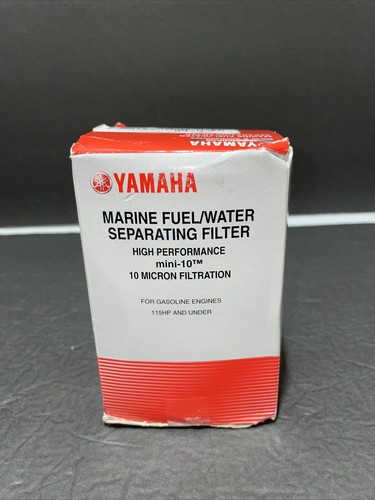 YAMAHA
MARINE FUEL/WATER
SEPARATING FILTER
HIGH PERFORMANCE
mini-10™
10 MICRON FILTRATION
FOR GASOLINE ENGINES
115HP AND UNDER